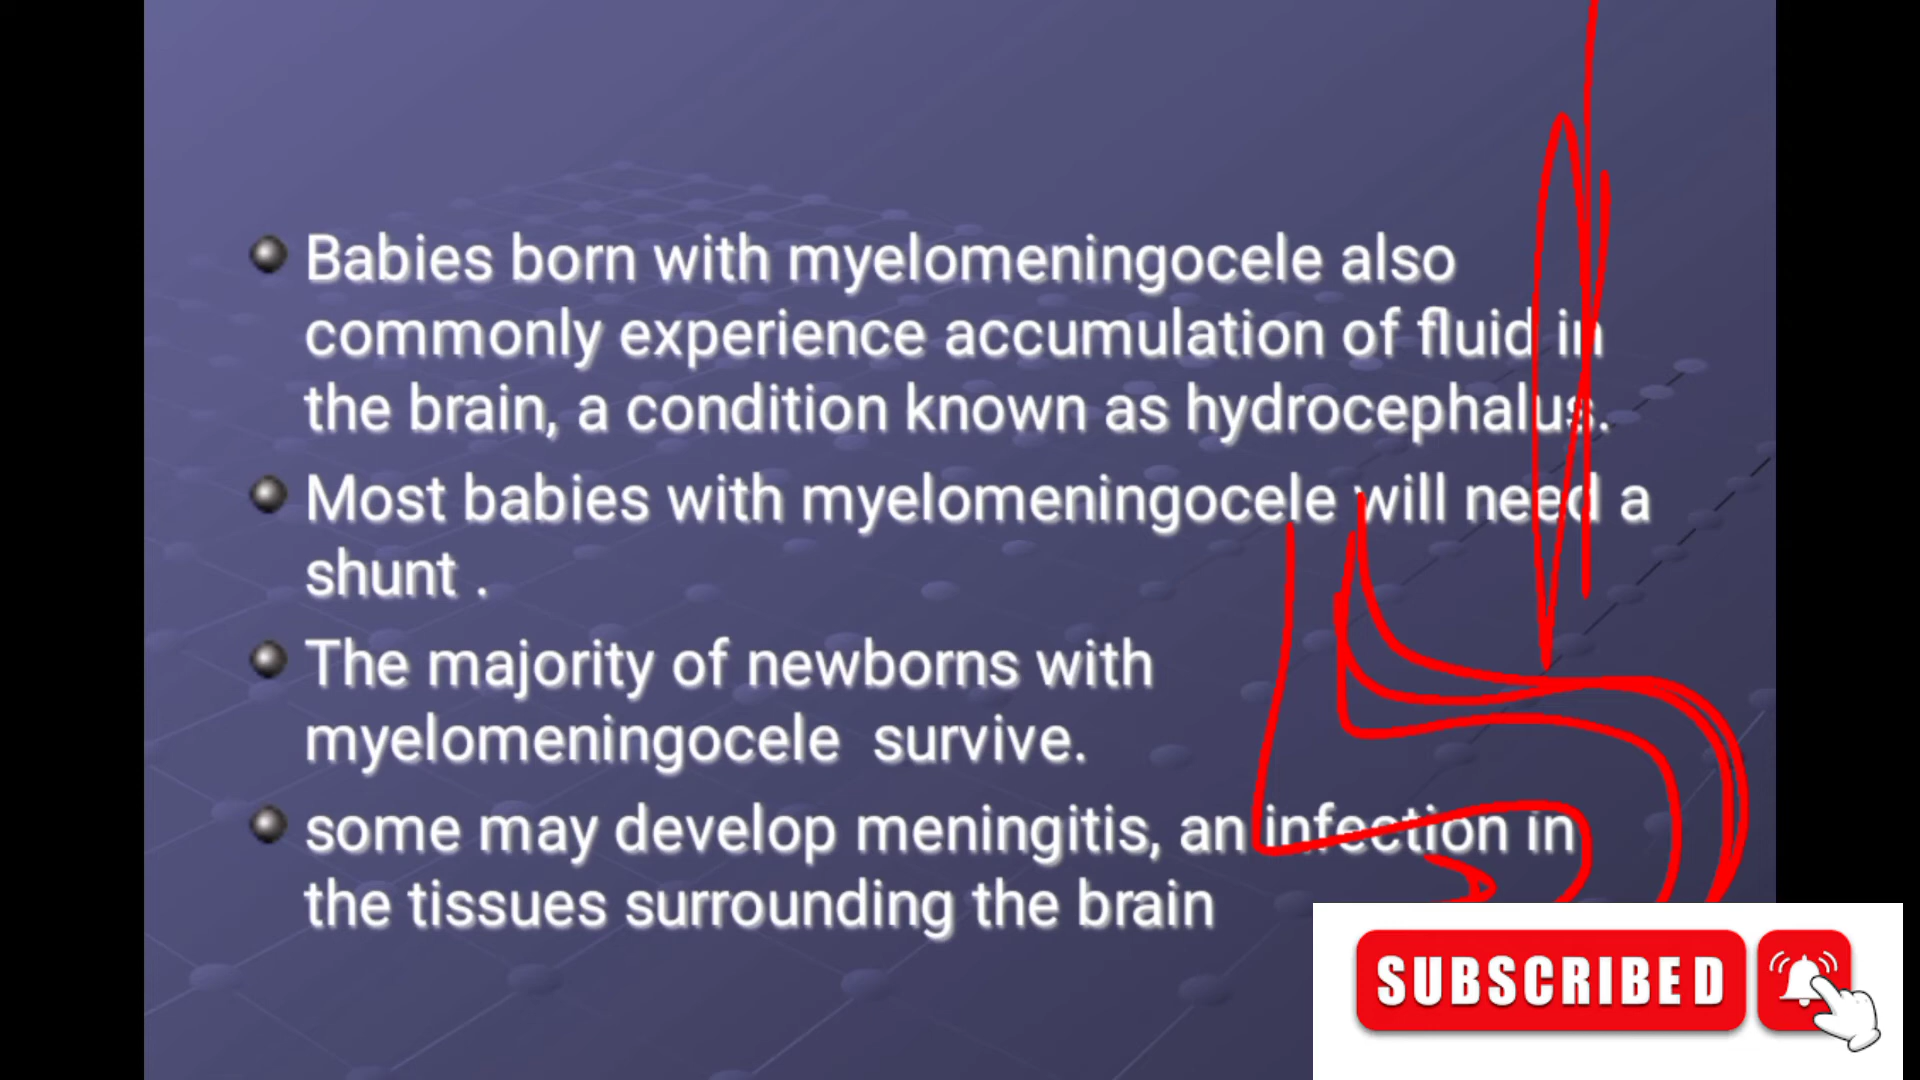 Babies born with myelomeningocele also
commonly experience accumulation of fluid in
the brain, a condition known as hydrocephalus.
Most babies with myelomeningocele will need a
shunt .
The majority of newborns with
myelomeningocele survive.
some may develop meningitis, an infection in
the tissues surrounding the brain
SUBSCRIBED